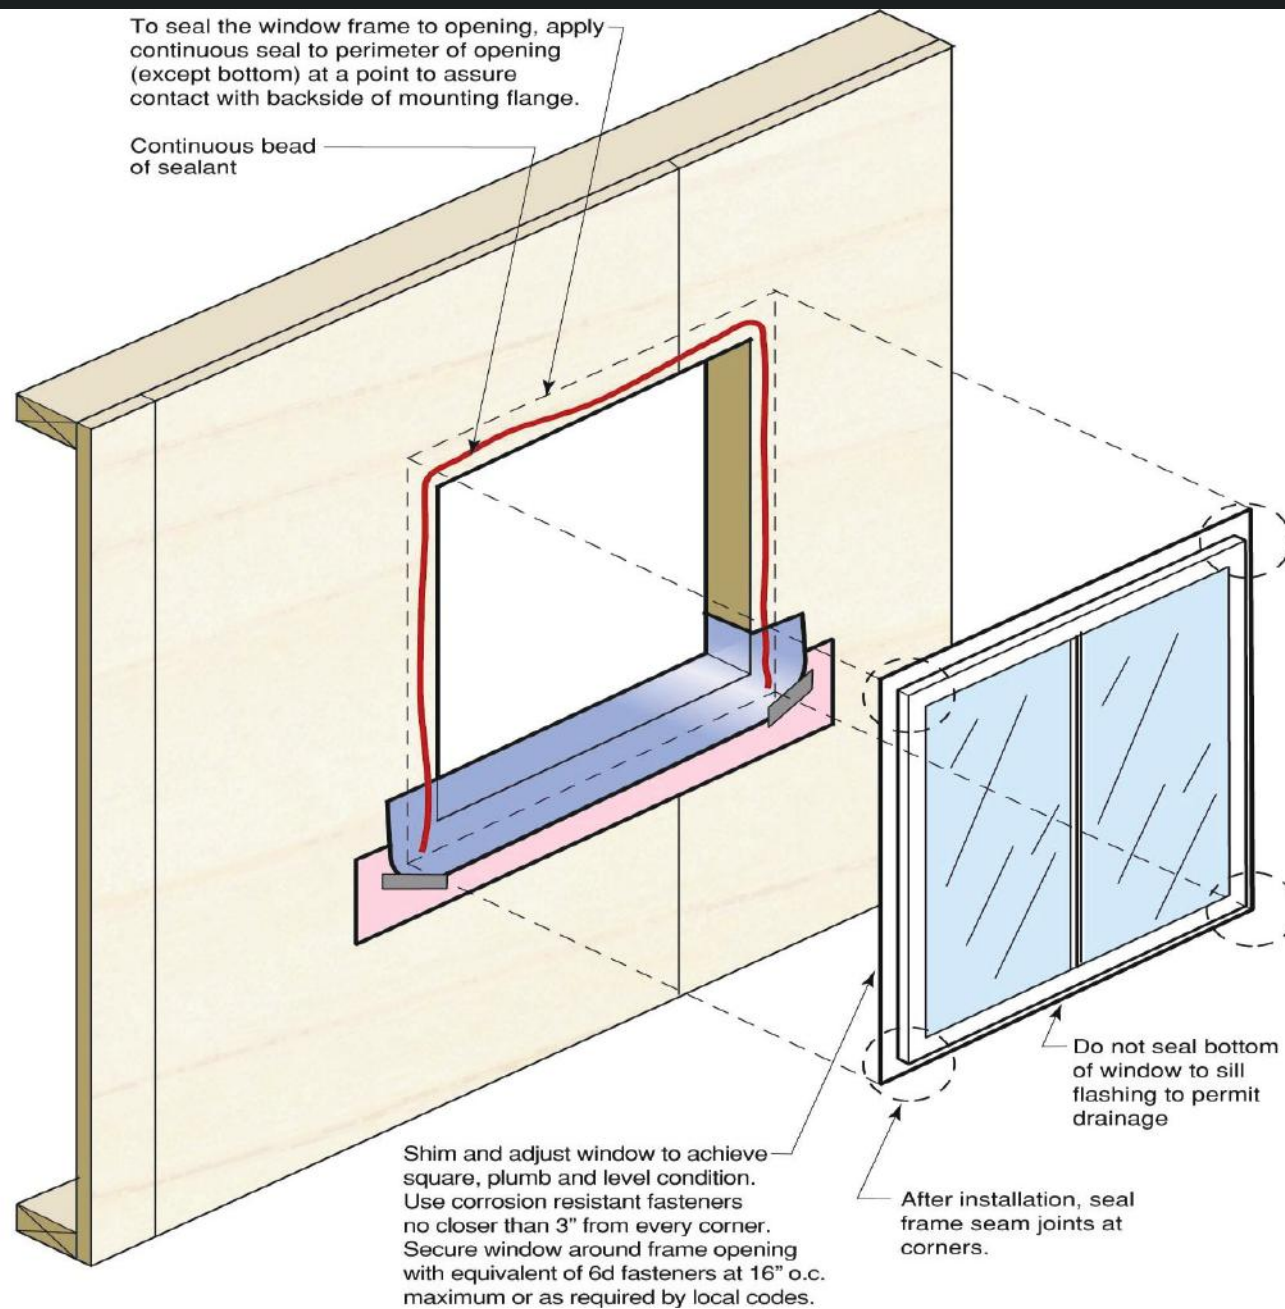 To seal the window frame to opening, apply
continuous seal to perimeter of opening
(except bottom) at a point to assure
contact with backside of mounting flange.
Continuous bead
of sealant
Do not seal bottom
of window to sill
flashing to permit
drainage
Shim and adjust window to achieve
square, plumb and level condition.
Use corrosion resistant fasteners
no closer than 3” from every corner.
Secure window around frame opening
with equivalent of 6d fasteners at 16” o.c.
maximum or as required by local codes.
After installation, seal
frame seam joints at
corners.